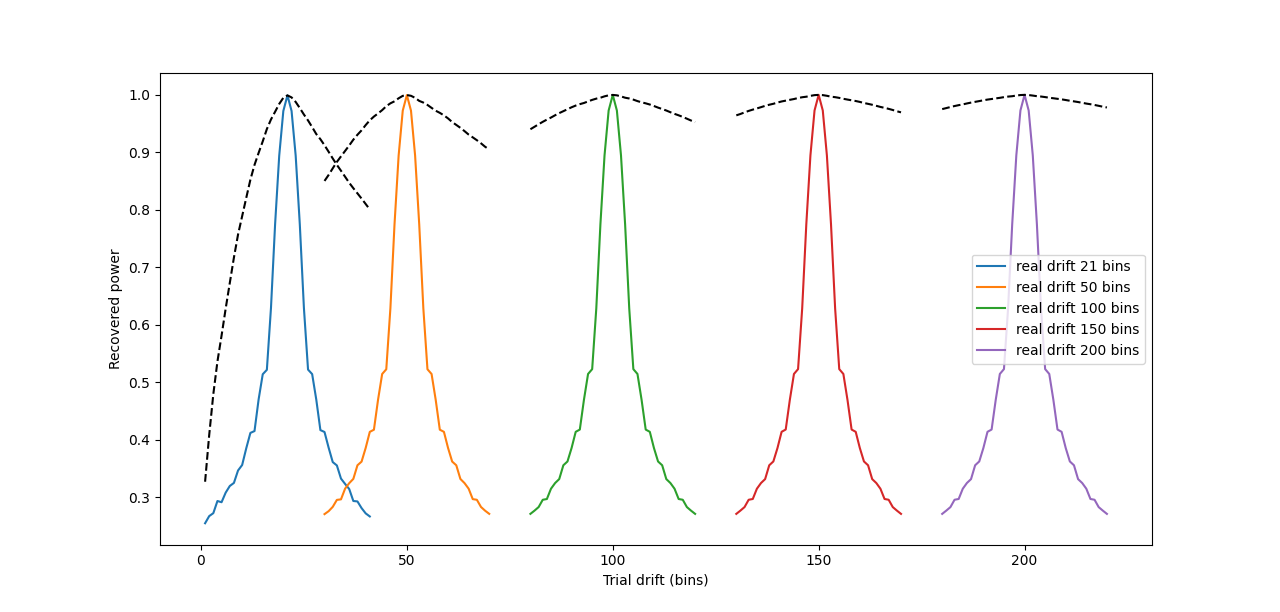 1.0
0.9
0.8
0.7
0.6
0.5
0.4
0.3
Recovered power
real drift 21 bins
real drift 50 bins
real drift 100 bins
real drift 150 bins
real drift 200 bins
0 50 100 150 200
Trial drift (bins)